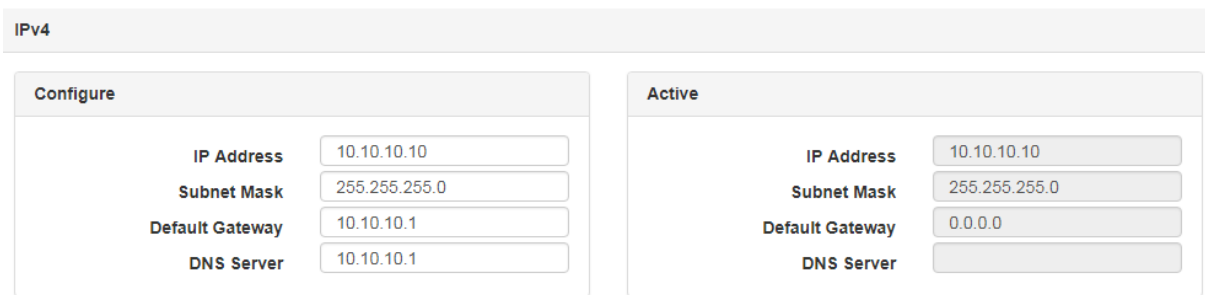 IPv4
Configure
IP Address 10.10.10.10
Subnet Mask 255.255.255.0
Default Gateway 10.10.10.1
DNS Server 10.10.10.1
Active
IP Address 10.10.10.10
Subnet Mask 255.255.255.0
Default Gateway 0.0.0.0
DNS Server